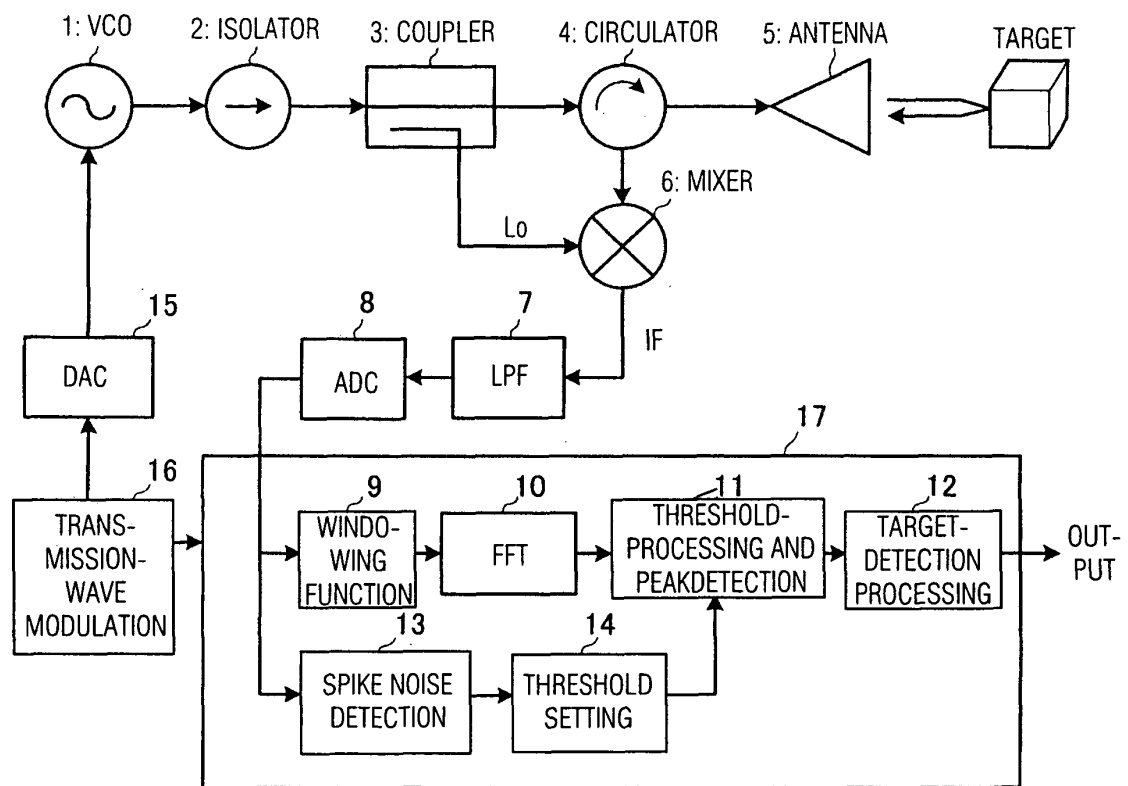 1: VCO
2: ISOLATOR
3: COUPLER
4: CIRCULATOR
5: ANTENNA
TARGET
6: MIXER
Lo
IF
15
DAC
8
ADC
7
LPF
17
16
TRANS-
MISSION-
WAVE
MODULATION
9
WINDO-
WING
FUNCTION
10
FFT
11
THRESHOLD-
PROCESSING AND
PEAKDETECTION
12
TARGET-
DETECTION
PROCESSING
OUT-
PUT
13
SPIKE NOISE
DETECTION
14
THRESHOLD
SETTING